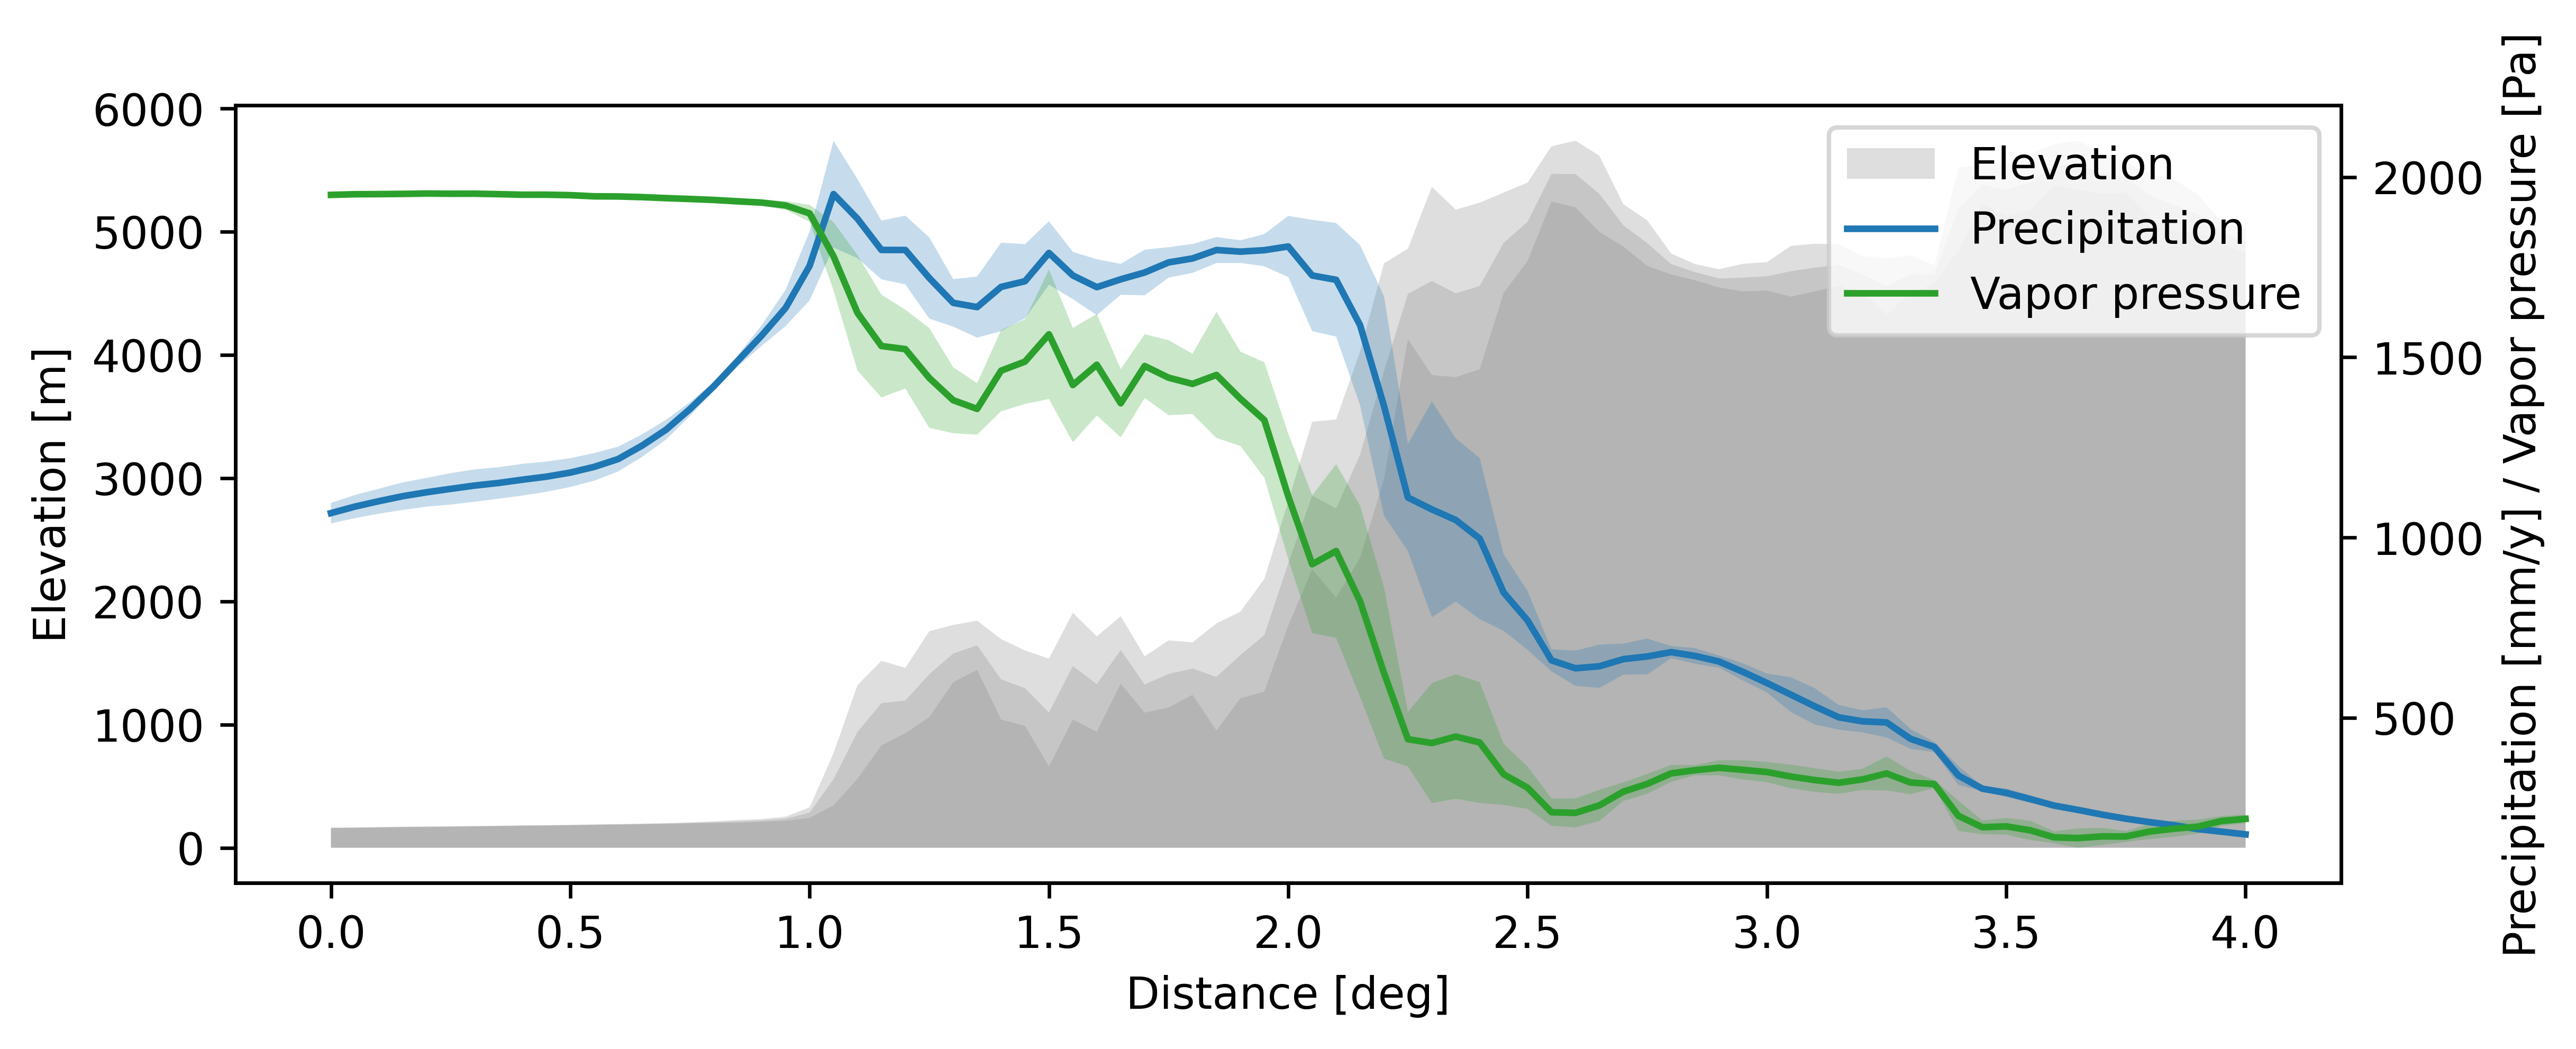 6000
5000
4000
3000
2000
1000
0
Elevation [m]
0.0 0.5 1.0 1.5 2.0 2.5 3.0 3.5 4.0
Distance [deg]
2000
1500
1000
500
Precipitation [mm/y] / Vapor pressure [Pa]
Elevation
Precipitation
Vapor pressure